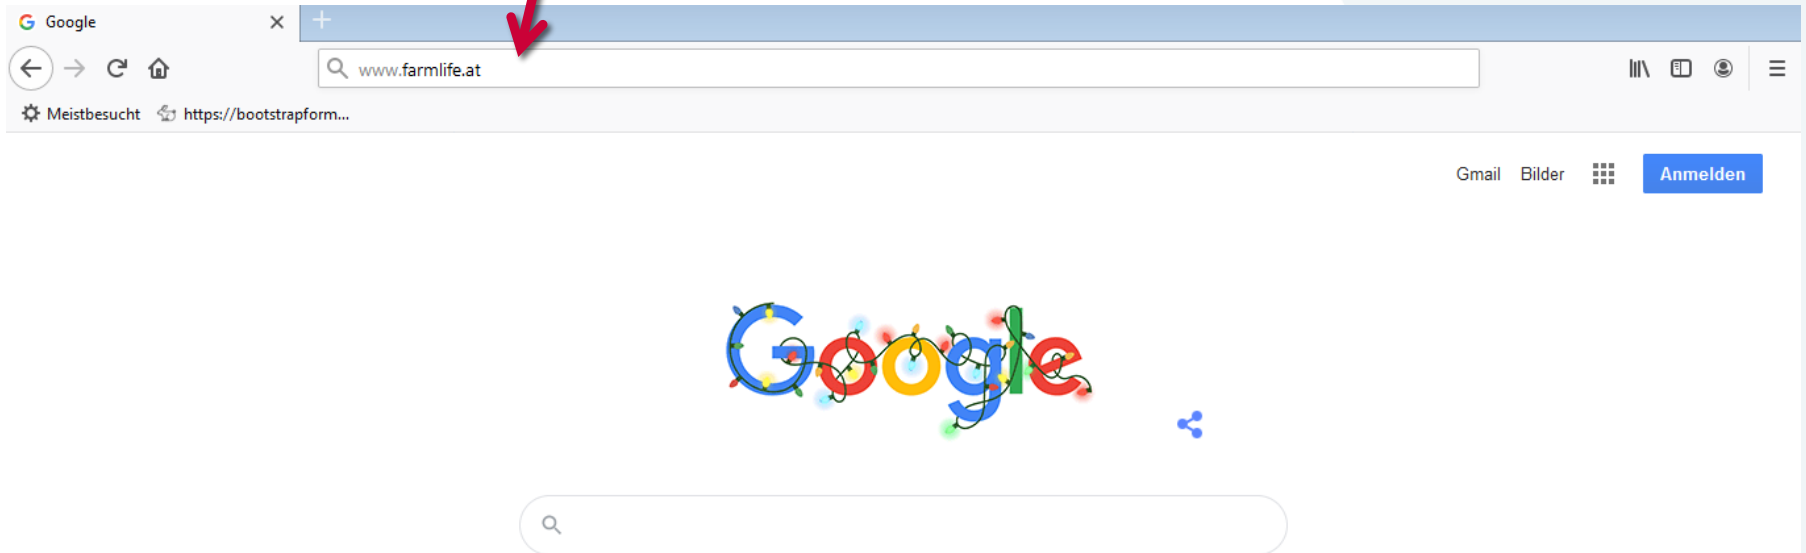 Google
www.farmlife.at
Meistbesucht https://bootstrapform...
Gmail Bilder Anmelden
Google